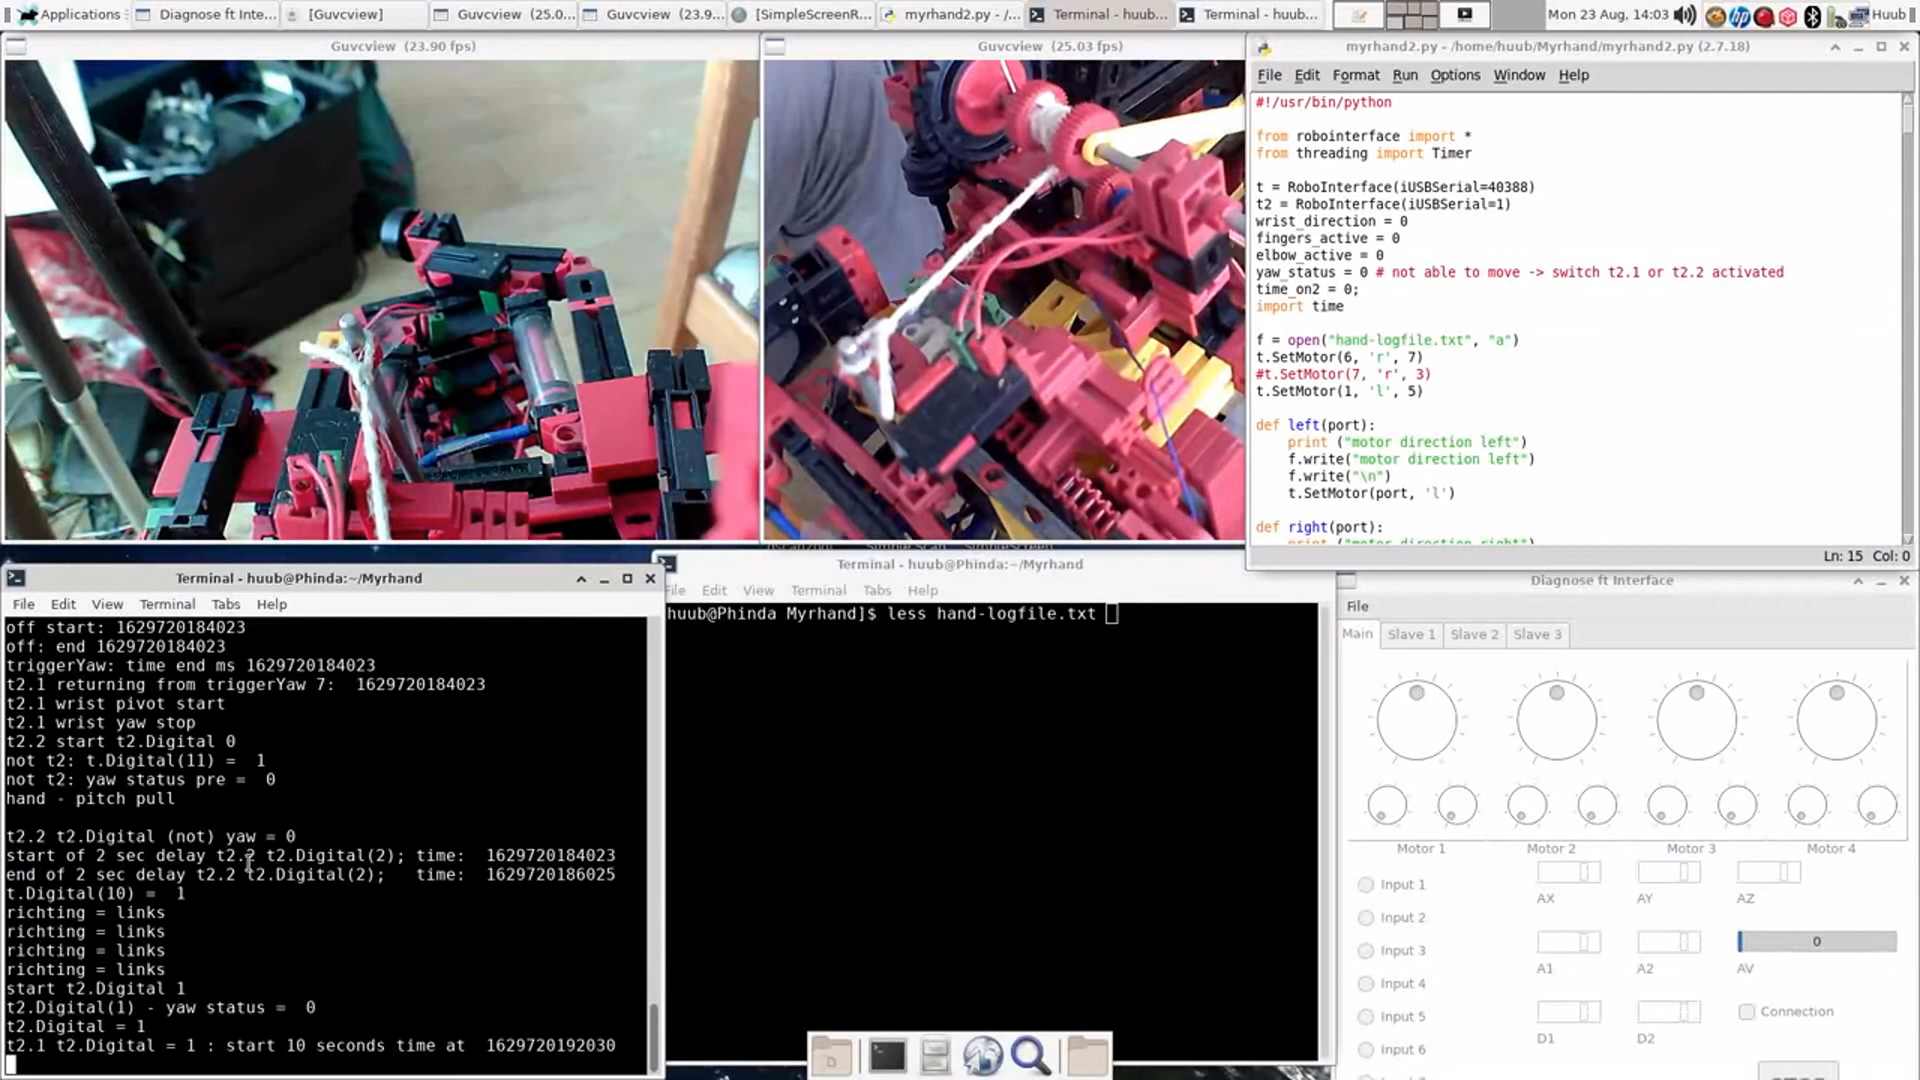 Applications
Diagnose ft Inte...
[Guvcview]
Guvcview (25.0...
Guvcview (23.9...
[SimpleScreenR...
myrhand2.py - /...
Terminal - huub...
Terminal - huub...
Mon 23 Aug, 14:03
Huub
Guvcview (23.90 fps)
Guvcview (25.03 fps)
myrhand2.py - /home/huub/Myrhand/myrhand2.py (2.7.18)
File Edit Format Run Options Window Help
#!/usr/bin/python
from robointerface import *
from threading import Timer
t = RoboInterface(iUSBSerial=40388)
t2 = RoboInterface(iUSBSerial=1)
wrist_direction = 0
fingers_active = 0
elbow_active = 0
yaw_status = 0 # not able to move -> switch t2.1 or t2.2 activated
time_on2 = 0;
import time
f = open("hand-logfile.txt", "a")
t.SetMotor(6, 'r', 7)
#t.SetMotor(7, 'r', 3)
t.SetMotor(1, 'l', 5)
def left(port):
    print ("motor direction left")
    f.write("motor direction left")
    f.write("\n")
    t.SetMotor(port, 'l')
def right(port):
    print ("motor direction right")
Ln: 15 Col: 0
Terminal - huub@Phinda:~/Myrhand
File Edit View Terminal Tabs Help
off start: 1629720184023
off: end 1629720184023
triggerYaw: time end ms 1629720184023
t2.1 returning from triggerYaw 7:  1629720184023
t2.1 wrist pivot start
t2.1 wrist yaw stop
t2.2 start t2.Digital 0
not t2: t.Digital(11) =  1
not t2: yaw status pre =  0
hand - pitch pull
t2.2 t2.Digital (not) yaw = 0
start of 2 sec delay t2.2 t2.Digital(2); time:  1629720184023
end of 2 sec delay t2.2 t2.Digital(2);   time:  1629720186025
t.Digital(10) =  1
richting = links
richting = links
richting = links
richting = links
start t2.Digital 1
t2.Digital(1) - yaw status =  0
t2.Digital = 1
t2.1 t2.Digital = 1 : start 10 seconds time at  1629720192030
Terminal - huub@Phinda:~/Myrhand
File Edit View Terminal Tabs Help
huub@Phinda Myrhand]$ less hand-logfile.txt
Diagnose ft Interface
File
Main Slave 1 Slave 2 Slave 3
Motor 1 Motor 2 Motor 3 Motor 4
Input 1
Input 2
Input 3
Input 4
Input 5
Input 6
AX AY AZ
0
A1 A2 AV
Connection
D1 D2